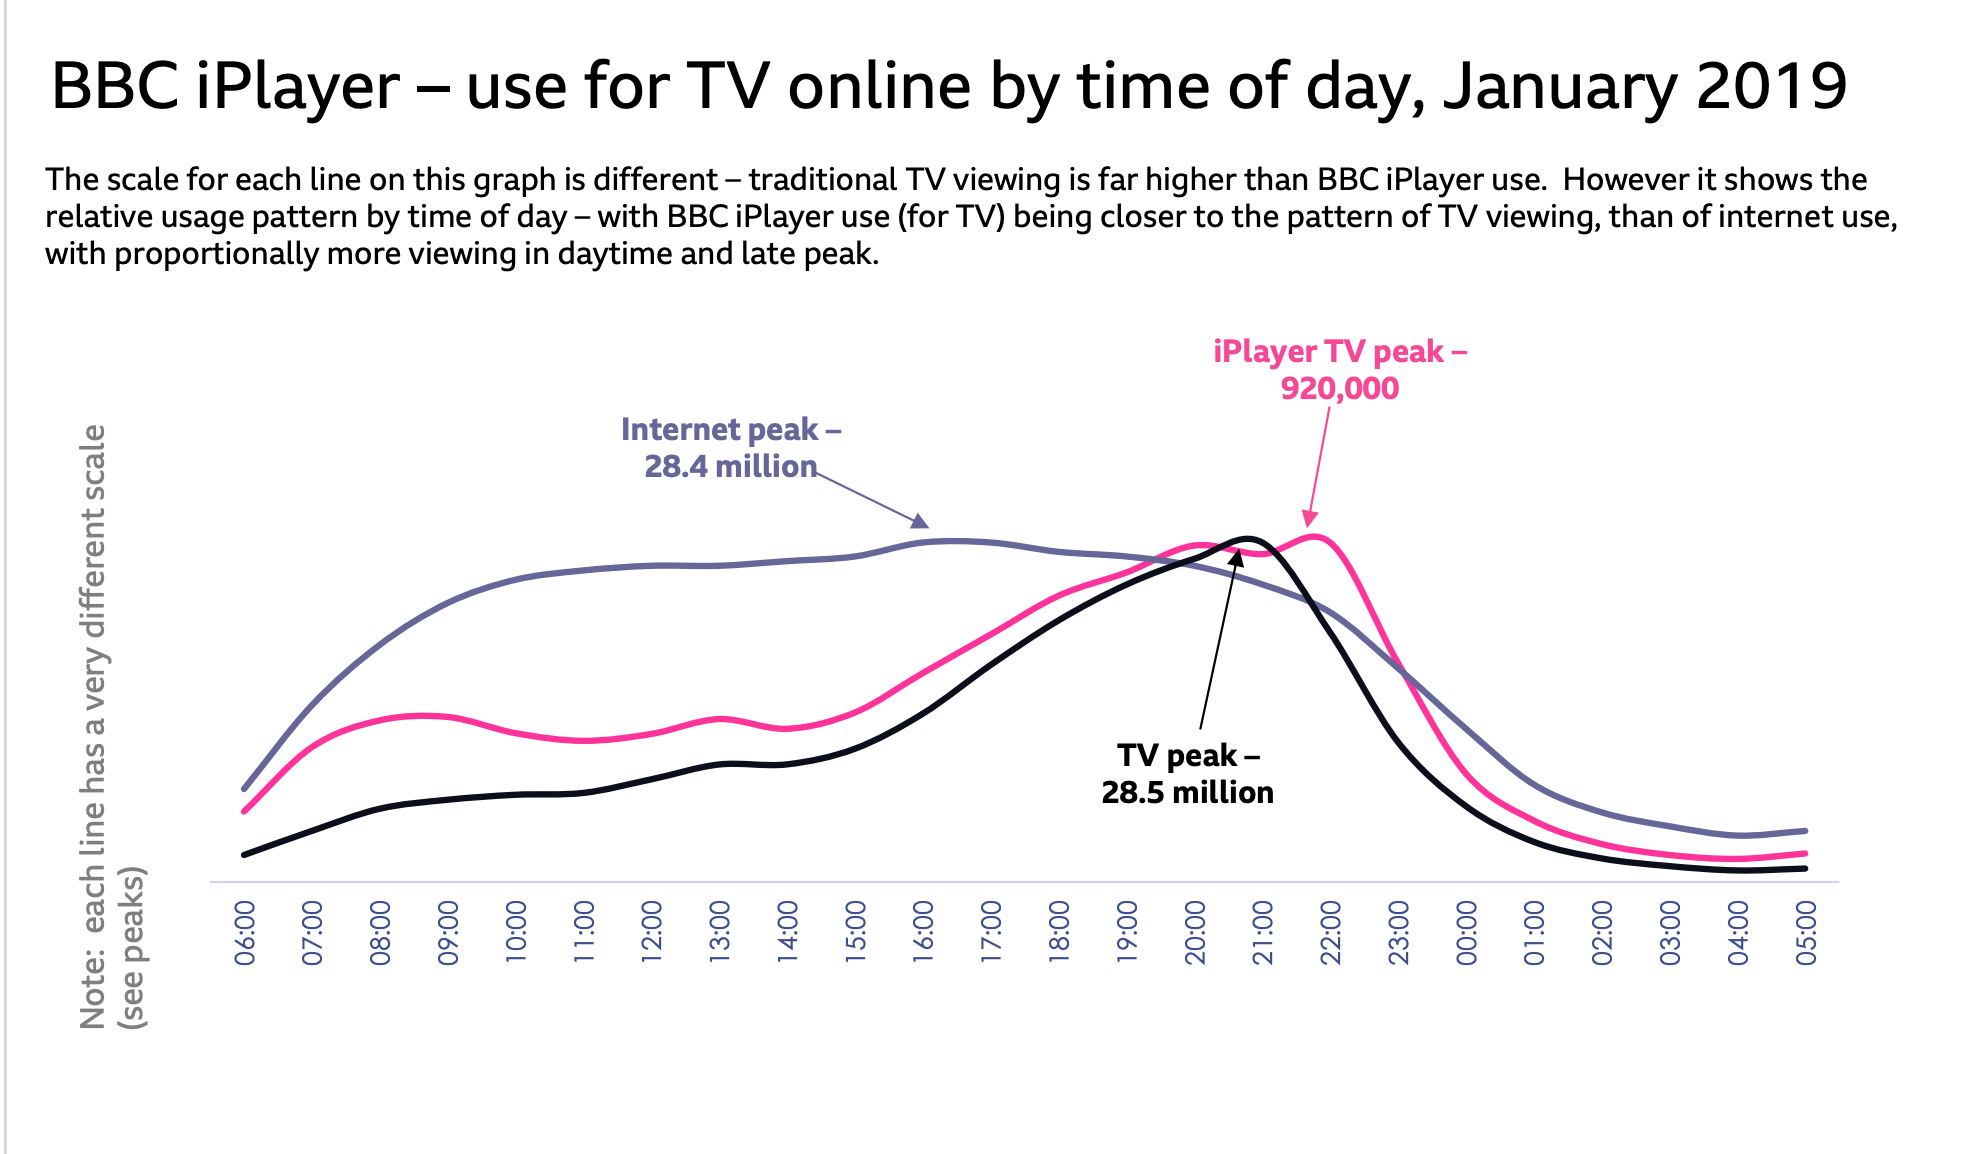 BBC iPlayer – use for TV online by time of day, January 2019
The scale for each line on this graph is different – traditional TV viewing is far higher than BBC iPlayer use.  However it shows the
relative usage pattern by time of day – with BBC iPlayer use (for TV) being closer to the pattern of TV viewing, than of internet use,
with proportionally more viewing in daytime and late peak.
iPlayer TV peak –
920,000
Internet peak –
28.4 million
TV peak –
28.5 million
Note:  each line has a very different scale
(see peaks)
06:00
07:00
08:00
09:00
10:00
11:00
12:00
13:00
14:00
15:00
16:00
17:00
18:00
19:00
20:00
21:00
22:00
23:00
00:00
01:00
02:00
03:00
04:00
05:00